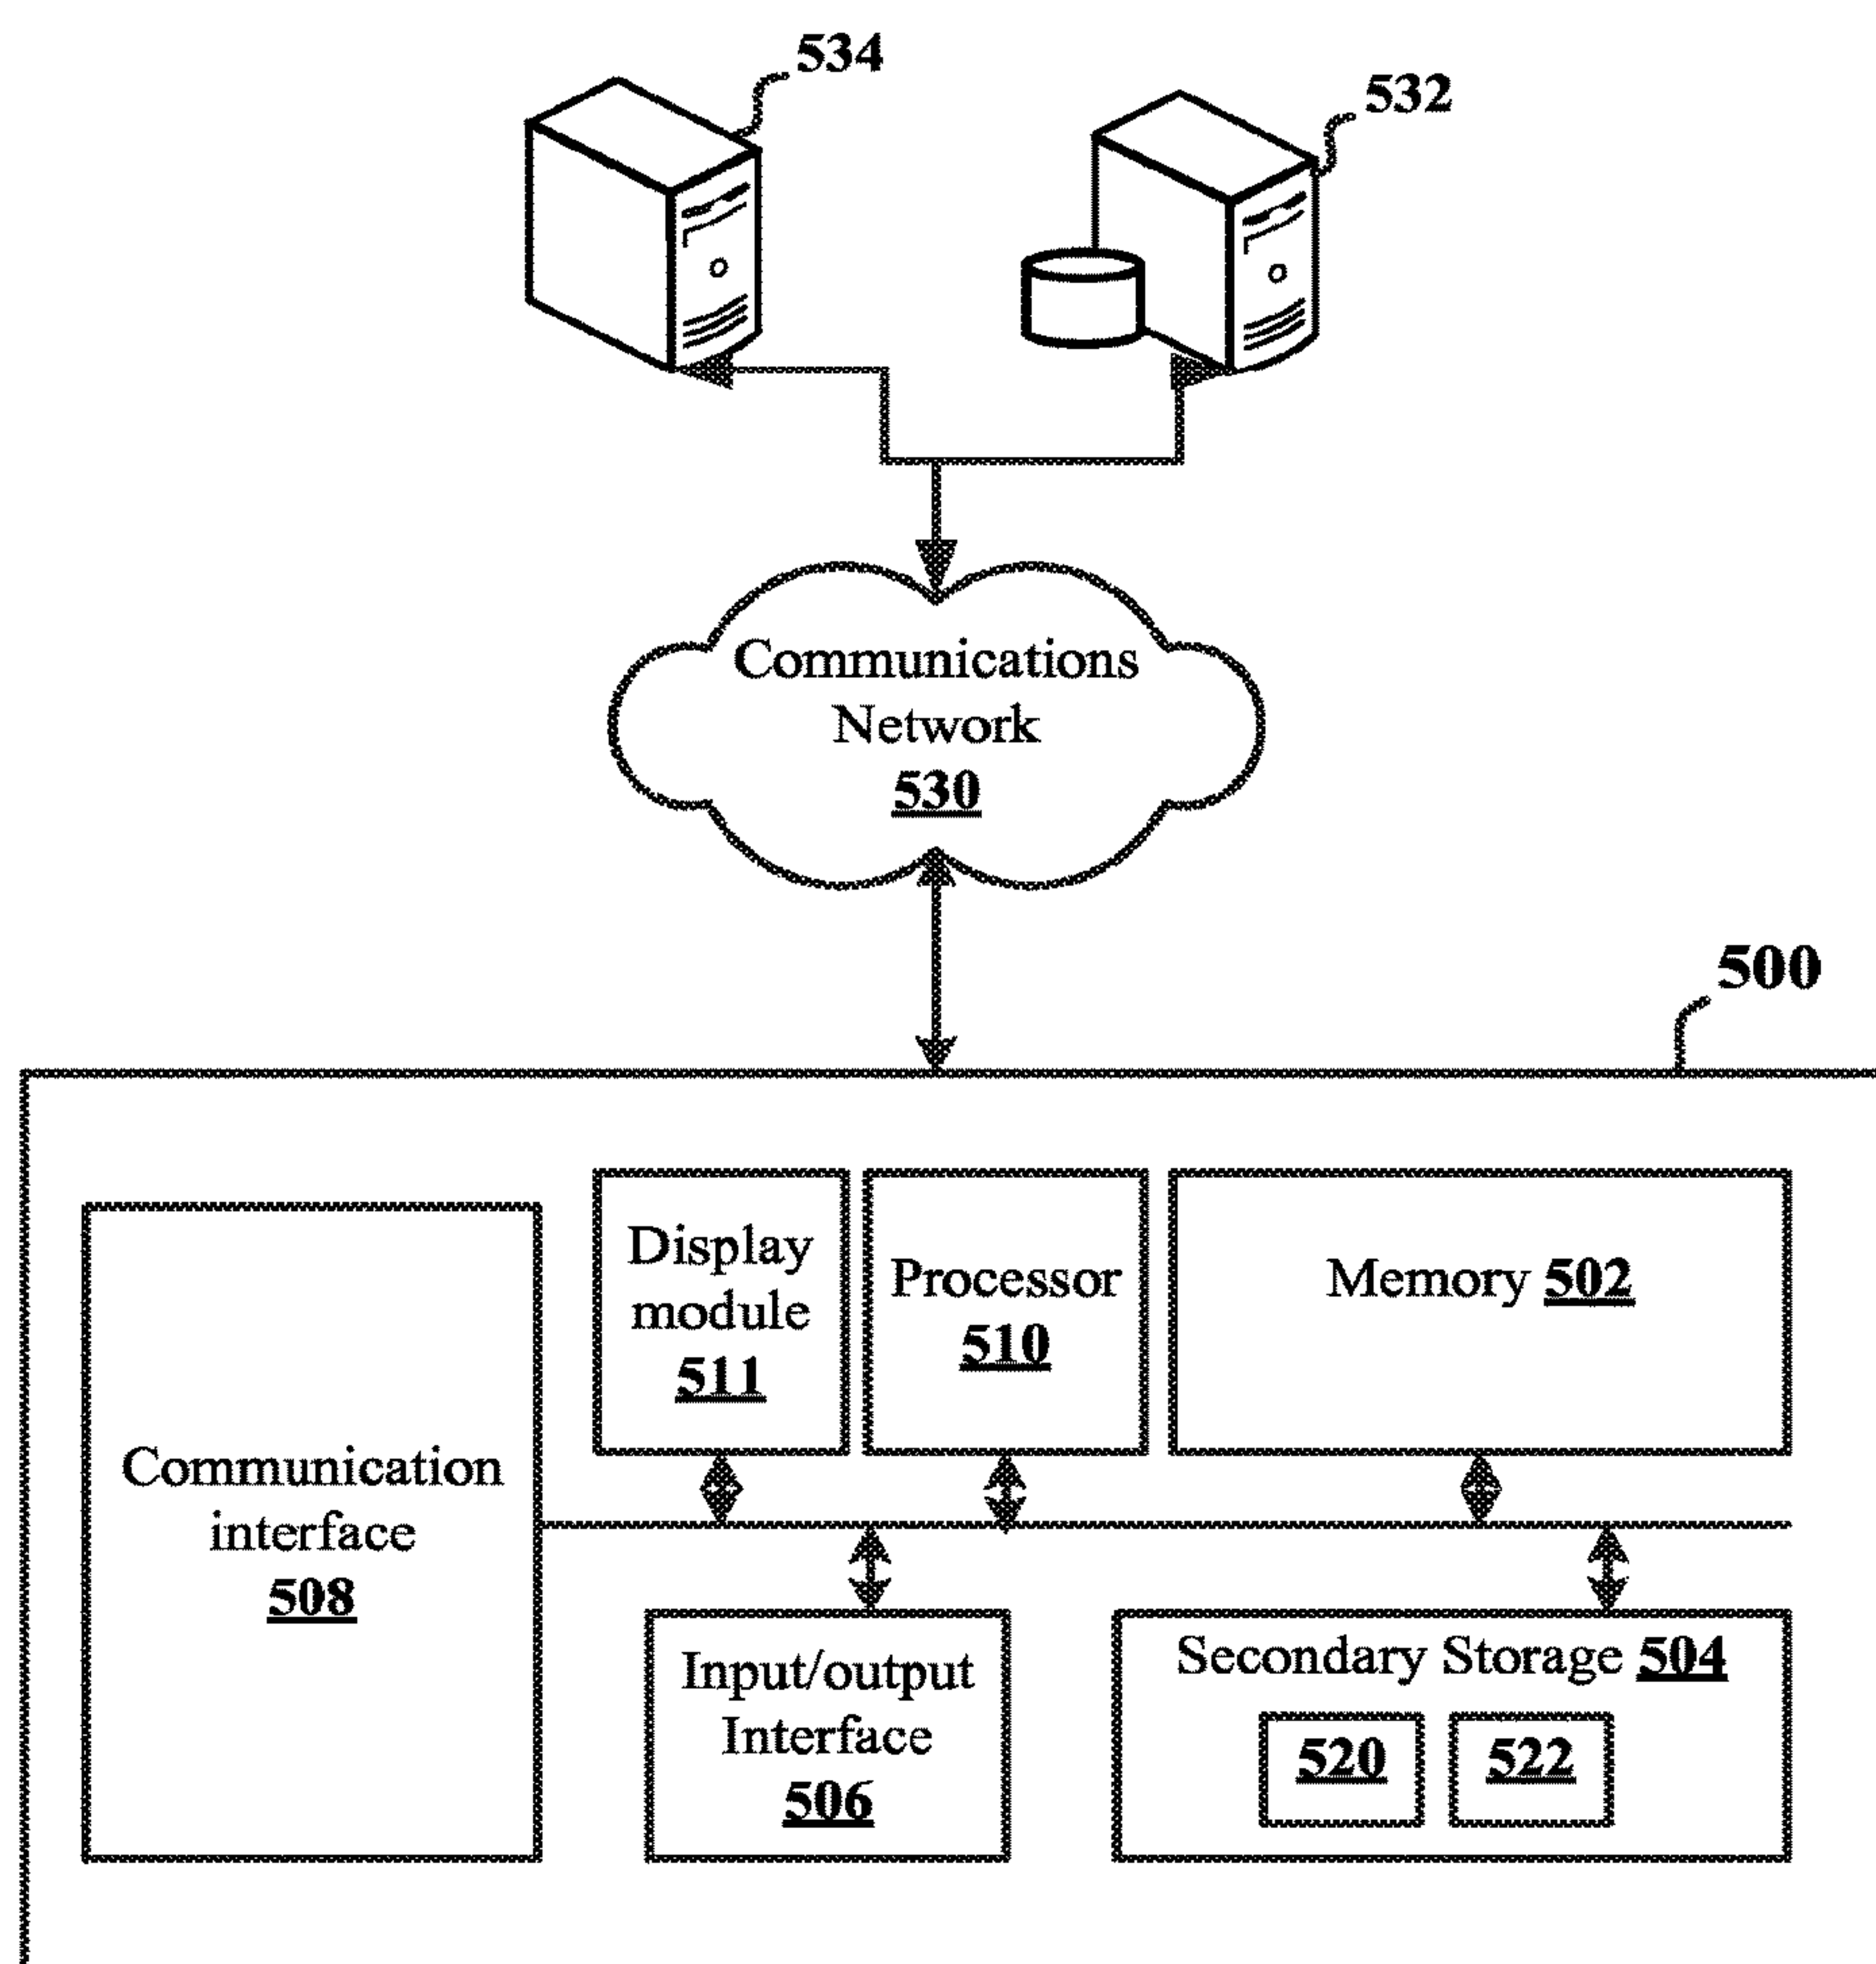 534
532
Communications
Network
530
500
Display
module
511
Processor
510
Memory 502
Communication
interface
508
Input/output
Interface
506
Secondary Storage 504
520
522